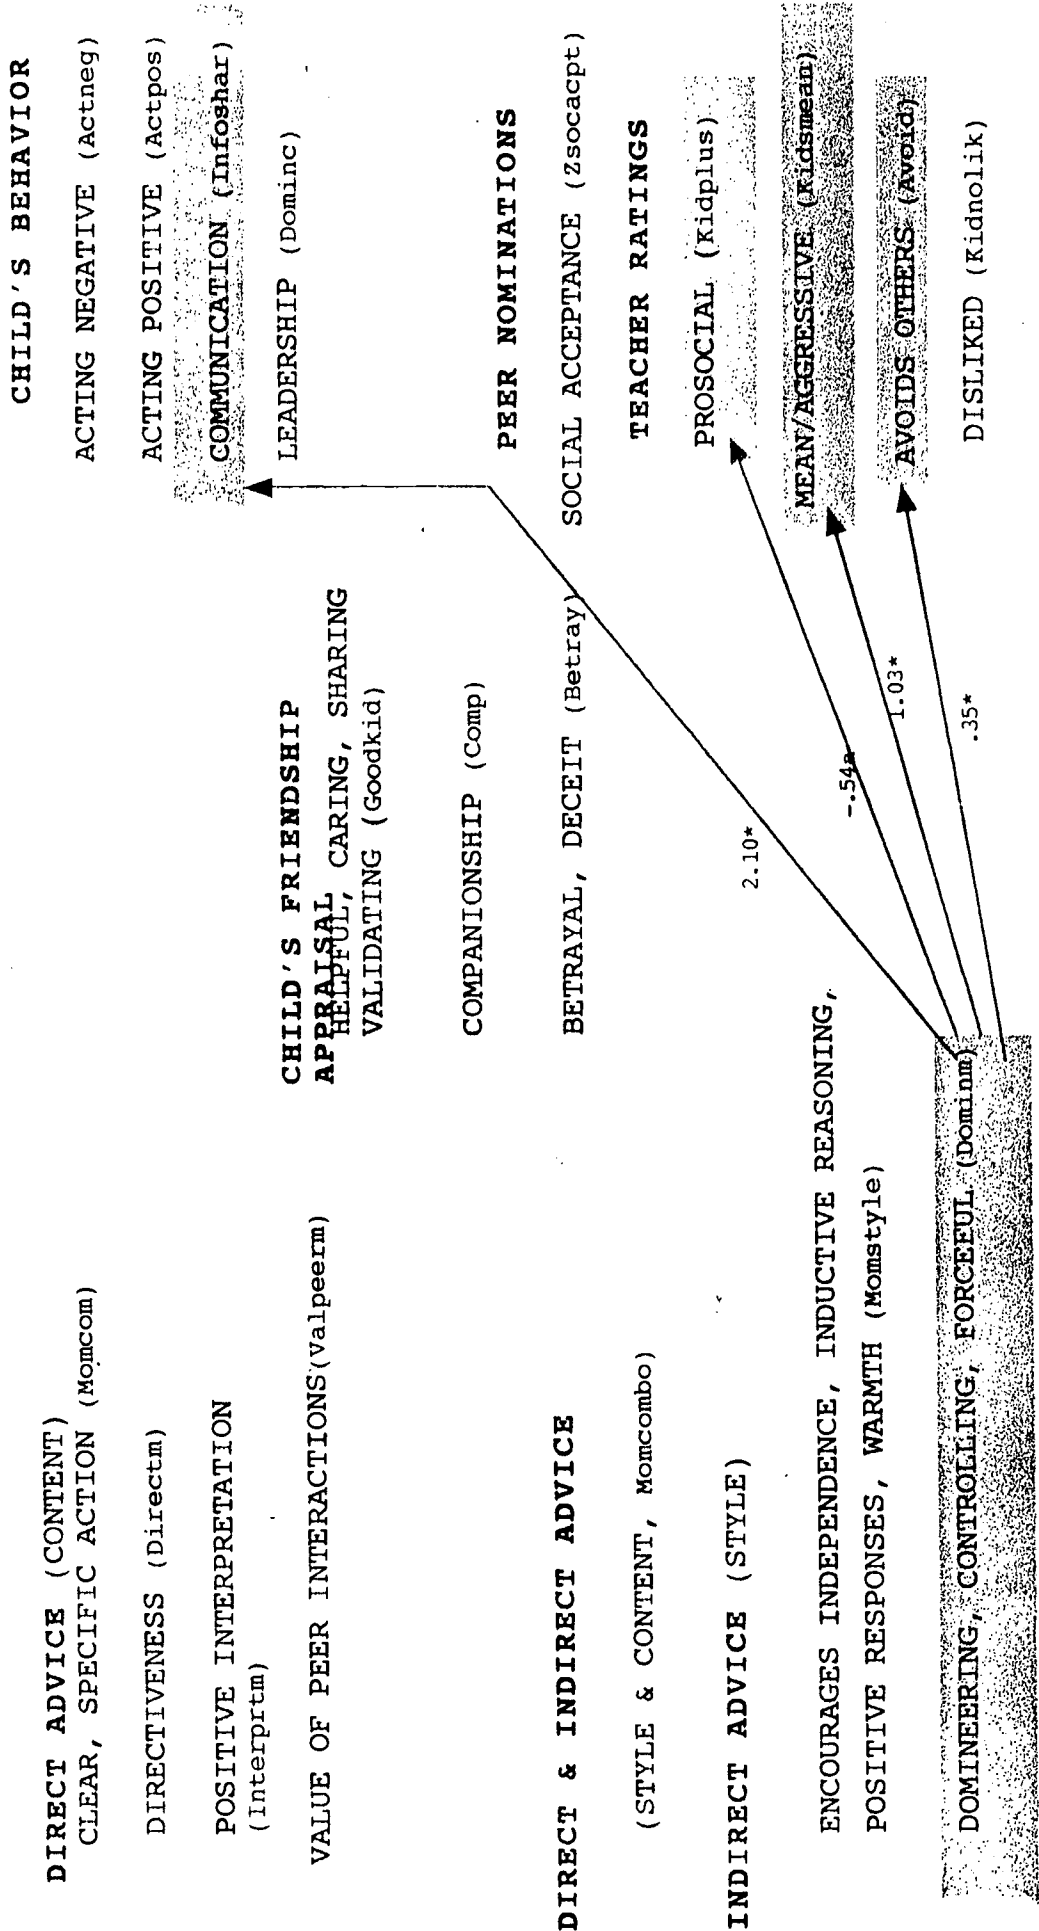 DIRECT ADVICE (CONTENT)
CLEAR, SPECIFIC ACTION (Momcom)
DIRECTIVENESS (Directm)
POSITIVE INTERPRETATION
(Interprtm)
VALUE OF PEER INTERACTIONS(Valpeerm)
DIRECT & INDIRECT ADVICE
(STYLE & CONTENT, Momcombo)
INDIRECT ADVICE (STYLE)
ENCOURAGES INDEPENDENCE, INDUCTIVE REASONING,
POSITIVE RESPONSES, WARMTH (Momstyle)
DOMINEERING, CONTROLLING, FORCEFUL (Dominm)
CHILD'S FRIENDSHIP
APPRAISAL
HELPFUL, CARING, SHARING
VALIDATING (Goodkid)
COMPANIONSHIP (Comp)
BETRAYAL, DECEIT (Betray)
2.10*
-.54a
1.03*
.35*
CHILD'S BEHAVIOR
ACTING NEGATIVE (Actneg)
ACTING POSITIVE (Actpos)
COMMUNICATION (Infoshar)
LEADERSHIP (Dominc)
PEER NOMINATIONS
SOCIAL ACCEPTANCE (Zsocacpt)
TEACHER RATINGS
PROSOCIAL (Kidplus)
MEAN/AGGRESSIVE (Kidsmean)
AVOIDS OTHERS (Avoid)
DISLIKED (Kidnolik)